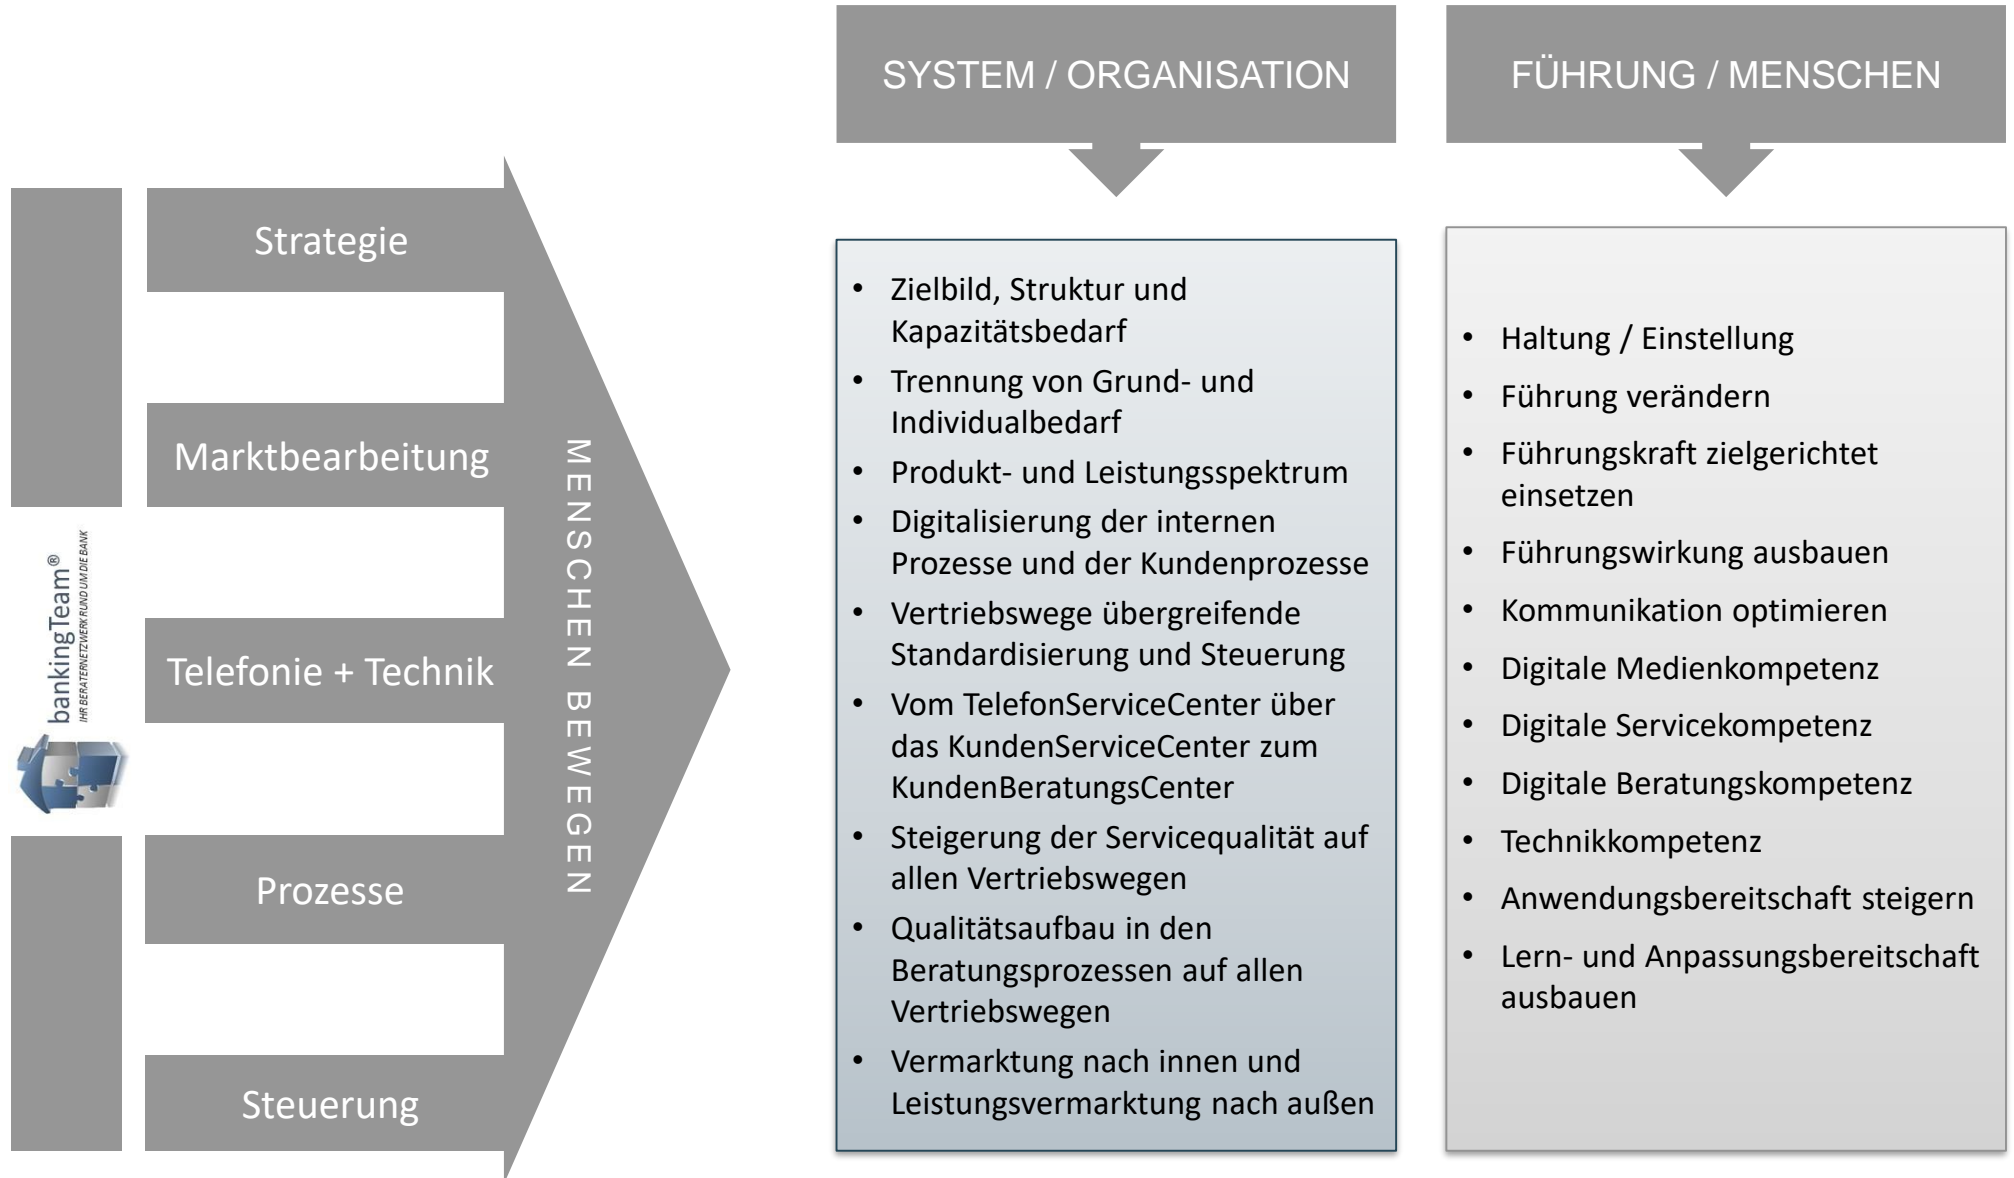 bankingTeam®
IHR BERATERNETZWERK RUND UM DIE BANK
Strategie
Marktbearbeitung
Telefonie + Technik
Prozesse
Steuerung
MENSCHEN BEWEGEN
SYSTEM / ORGANISATION
• Zielbild, Struktur und
Kapazitätsbedarf
• Trennung von Grund- und
Individualbedarf
• Produkt- und Leistungsspektrum
• Digitalisierung der internen
Prozesse und der Kundenprozesse
• Vertriebswege übergreifende
Standardisierung und Steuerung
• Vom TelefonServiceCenter über
das KundenServiceCenter zum
KundenBeratungsCenter
• Steigerung der Servicequalität auf
allen Vertriebswegen
• Qualitätsaufbau in den
Beratungsprozessen auf allen
Vertriebswegen
• Vermarktung nach innen und
Leistungsvermarktung nach außen
FÜHRUNG / MENSCHEN
• Haltung / Einstellung
• Führung verändern
• Führungskraft zielgerichtet
einsetzen
• Führungswirkung ausbauen
• Kommunikation optimieren
• Digitale Medienkompetenz
• Digitale Servicekompetenz
• Digitale Beratungskompetenz
• Technikkompetenz
• Anwendungsbereitschaft steigern
• Lern- und Anpassungsbereitschaft
ausbauen